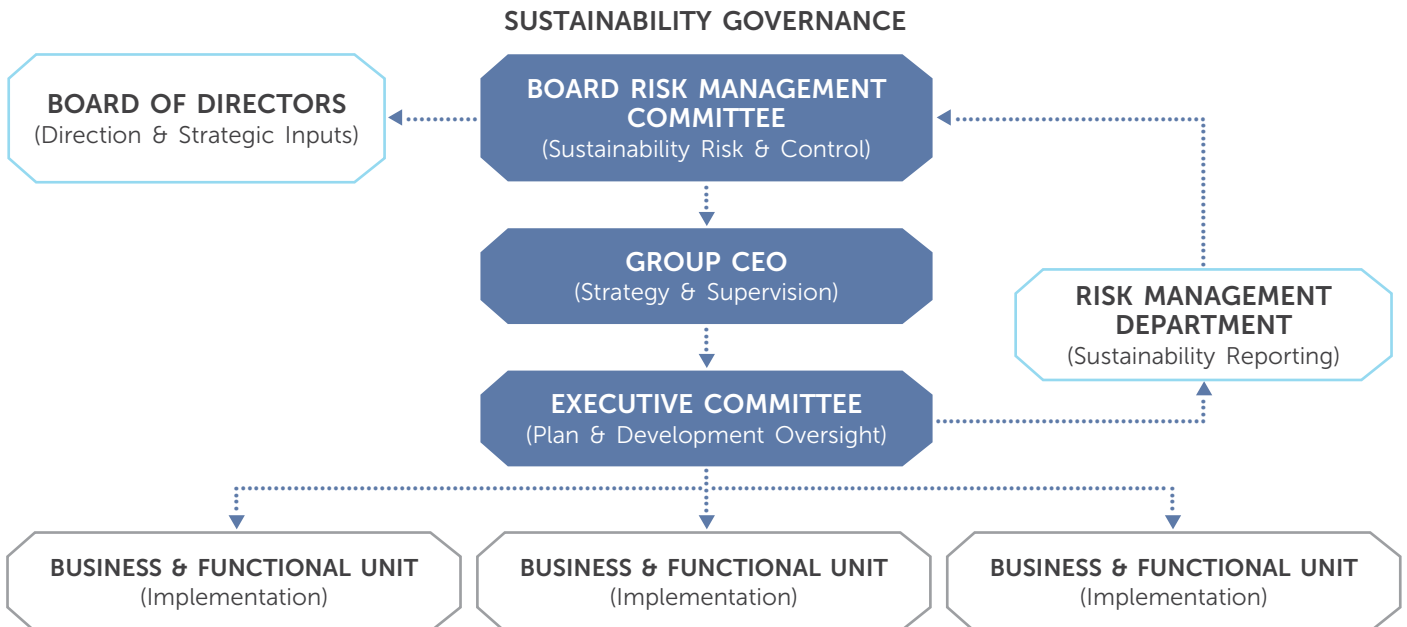 SUSTAINABILITY GOVERNANCE
BOARD OF DIRECTORS
(Direction & Strategic Inputs)
BOARD RISK MANAGEMENT
COMMITTEE
(Sustainability Risk & Control)
GROUP CEO
(Strategy & Supervision)
RISK MANAGEMENT
DEPARTMENT
(Sustainability Reporting)
EXECUTIVE COMMITTEE
(Plan & Development Oversight)
BUSINESS & FUNCTIONAL UNIT
(Implementation)
BUSINESS & FUNCTIONAL UNIT
(Implementation)
BUSINESS & FUNCTIONAL UNIT
(Implementation)